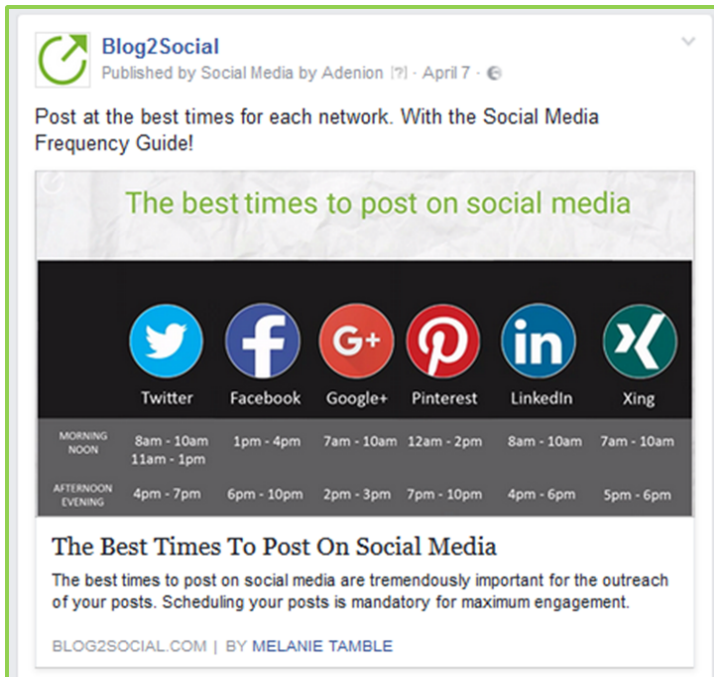 Blog2Social
Published by Social Media by Adenion [?] · April 7 ·
Post at the best times for each network. With the Social Media
Frequency Guide!
The best times to post on social media
G+ in
Twitter Facebook Google+ Pinterest LinkedIn Xing
MORNING NOON 8am - 10am 11am - 1pm 1pm - 4pm 7am - 10am 12am - 2pm 8am - 10am 7am - 10am
AFTERNOON EVENING 4pm - 7pm 6pm - 10pm 2pm - 3pm 7pm - 10pm 4pm - 6pm 5pm - 6pm
The Best Times To Post On Social Media
The best times to post on social media are tremendously important for the outreach
of your posts. Scheduling your posts is mandatory for maximum engagement.
BLOG2SOCIAL.COM | BY MELANIE TAMBLE